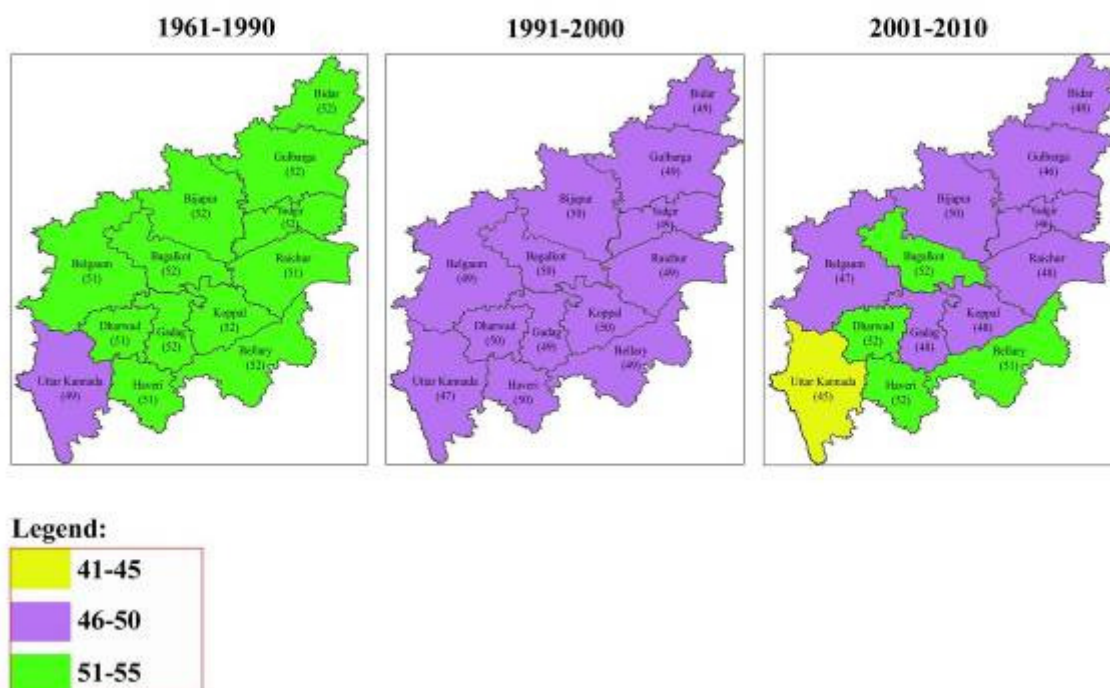 1961-1990
1991-2000
2001-2010
Bidar
(52)
Gulbarga
(52)
Bijapur
(52)
Yadgir
(52)
Bagalkot
(52)
Raichur
(51)
Belgaum
(51)
Koppal
(52)
Dharwad
(51)
Gadag
(52)
Bellary
(52)
Uttar Kannada
(49)
Haveri
(51)
Bidar
(49)
Gulbarga
(49)
Bijapur
(50)
Yadgir
(49)
Bagalkot
(50)
Raichur
(49)
Belgaum
(49)
Koppal
(50)
Dharwad
(50)
Gadag
(49)
Bellary
(49)
Uttar Kannada
(47)
Haveri
(50)
Bidar
Gulbarga
(46)
Bijapur
(50)
Yadgir
(46)
Bagalkot
(52)
Raichur
(48)
Belgaum
(47)
Koppal
(48)
Dharwad
(52)
Gadag
(48)
Bellary
(51)
Uttar Kannada
(45)
Haveri
(52)
Legend:
41-45
46-50
51-55